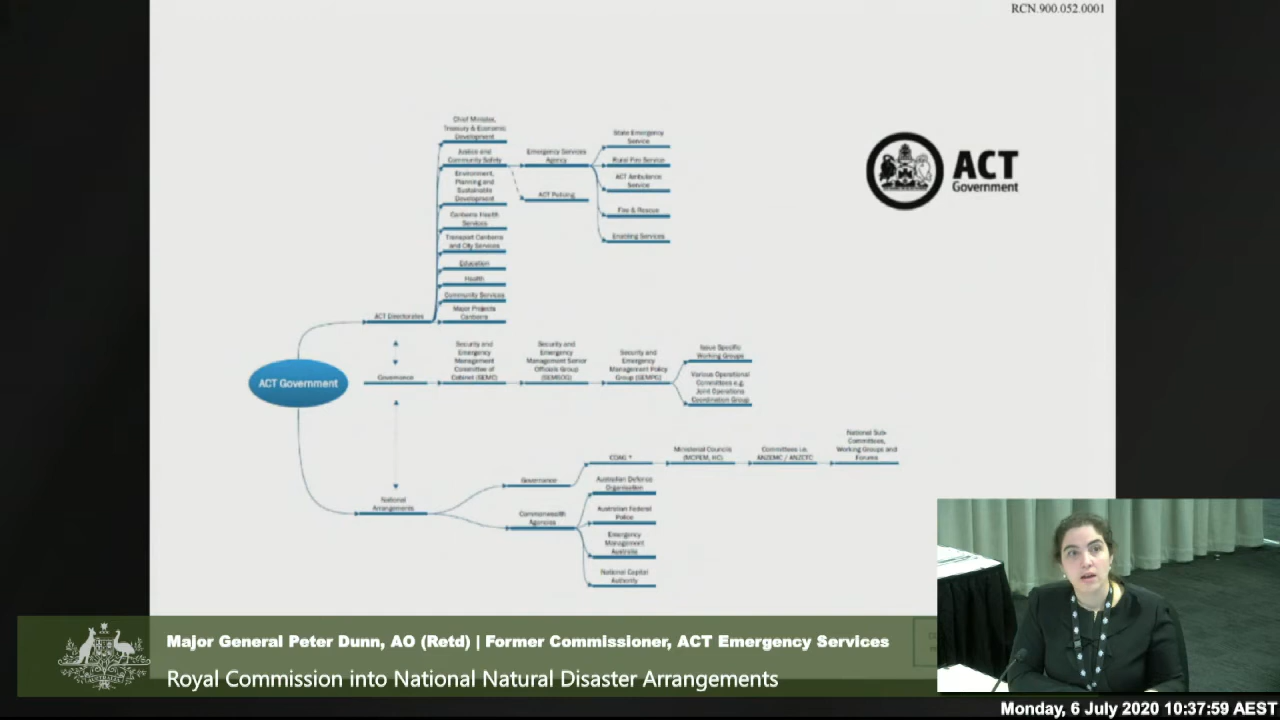 RCN.900.052.0001
Chief Minister,
Treasury & Economic
Development
Justice and
Community Safety
Environment,
Planning and
Sustainable
Development
Canberra Health
Services
Transport Canberra
and City Services
Education
Health
Community Services
Major Projects
Canberra
ACT Directorates
Emergency Services
Agency
ACT Policing
State Emergency
Service
Rural Fire Service
ACT Ambulance
Service
Fire & Rescue
Enabling Services
ACT
Government
ACT Government
Governance
Security and
Emergency
Management
Committee of
Cabinet (SEMC)
Security and
Emergency
Management Senior
Officials Group
(SEMSOG)
Security and
Emergency
Management Policy
Group (SEMPG)
Issue Specific
Working Groups
Various Operational
Committees e.g.
Joint Operations
Coordination Group
National
Arrangements
Governance
COAG *
Ministerial Councils
(MCPEM, HC)
Committees i.e.
ANZEMC / ANZCTC
National Sub-
Committees,
Working Groups and
Forums
Commonwealth
Agencies
Australian Defence
Organisation
Australian Federal
Police
Emergency
Management
Australia
National Capital
Authority
Major General Peter Dunn, AO (Retd) | Former Commissioner, ACT Emergency Services
Royal Commission into National Natural Disaster Arrangements
Monday, 6 July 2020 10:37:59 AEST